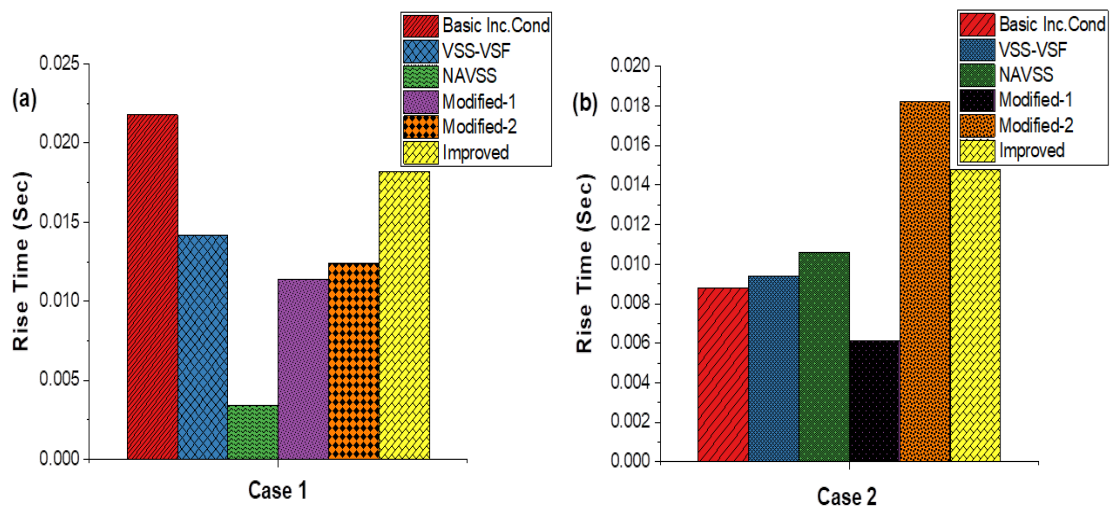 (a)
Rise Time (Sec)
0.025
0.020
0.015
0.010
0.005
0.000
Case 1
Basic Inc.Cond
VSS-VSF
NAVSS
Modified-1
Modified-2
Improved
(b)
Rise Time (Sec)
0.020
0.018
0.016
0.014
0.012
0.010
0.008
0.006
0.004
0.002
0.000
Case 2
Basic Inc.Cond
VSS-VSF
NAVSS
Modified-1
Modified-2
Improved